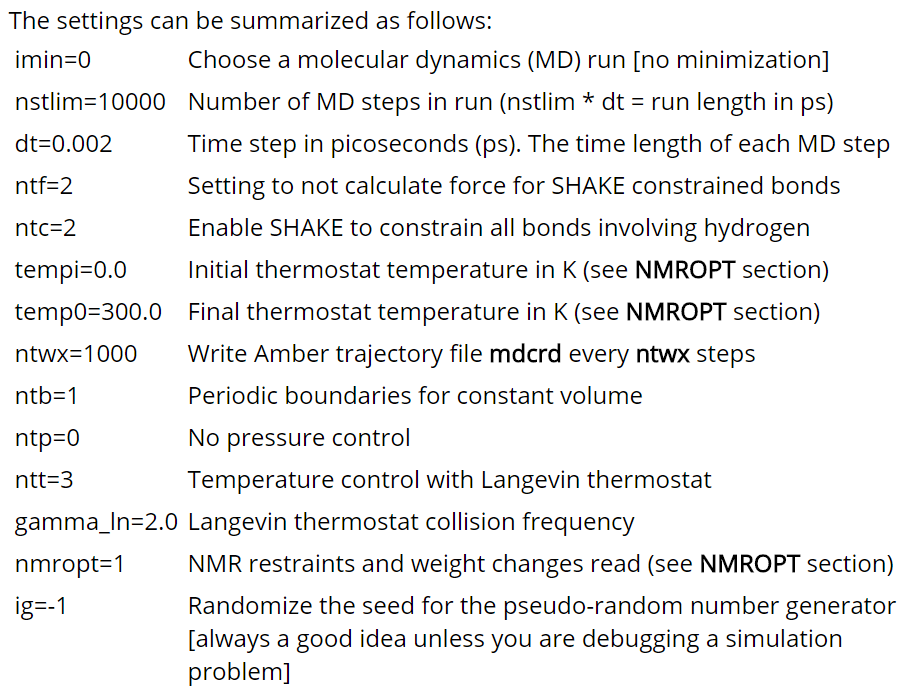 The settings can be summarized as follows:
imin=0 Choose a molecular dynamics (MD) run [no minimization]
nstlim=10000 Number of MD steps in run (nstlim * dt = run length in ps)
dt=0.002 Time step in picoseconds (ps). The time length of each MD step
ntf=2 Setting to not calculate force for SHAKE constrained bonds
ntc=2 Enable SHAKE to constrain all bonds involving hydrogen
tempi=0.0 Initial thermostat temperature in K (see NMROPT section)
temp0=300.0 Final thermostat temperature in K (see NMROPT section)
ntwx=1000 Write Amber trajectory file mdcrd every ntwx steps
ntb=1 Periodic boundaries for constant volume
ntp=0 No pressure control
ntt=3 Temperature control with Langevin thermostat
gamma_ln=2.0 Langevin thermostat collision frequency
nmropt=1 NMR restraints and weight changes read (see NMROPT section)
ig=-1 Randomize the seed for the pseudo-random number generator
[always a good idea unless you are debugging a simulation
problem]